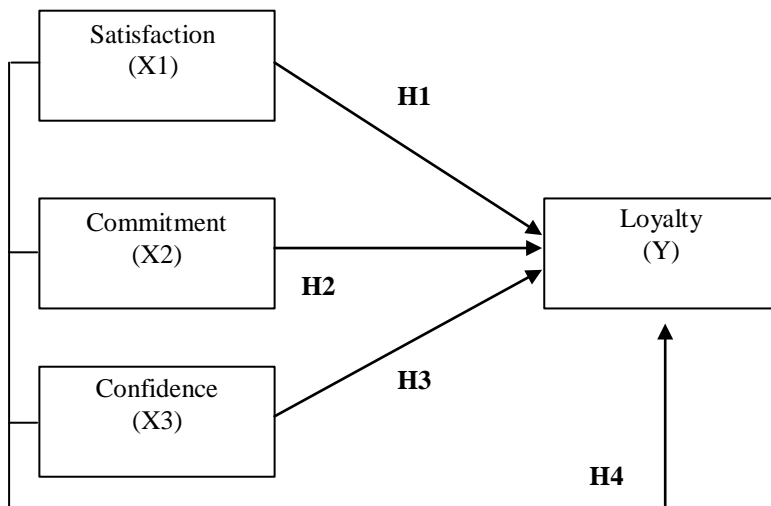 Satisfaction
(X1)
H1
Commitment
(X2)
Loyalty
(Y)
H2
Confidence
(X3)
H3
H4